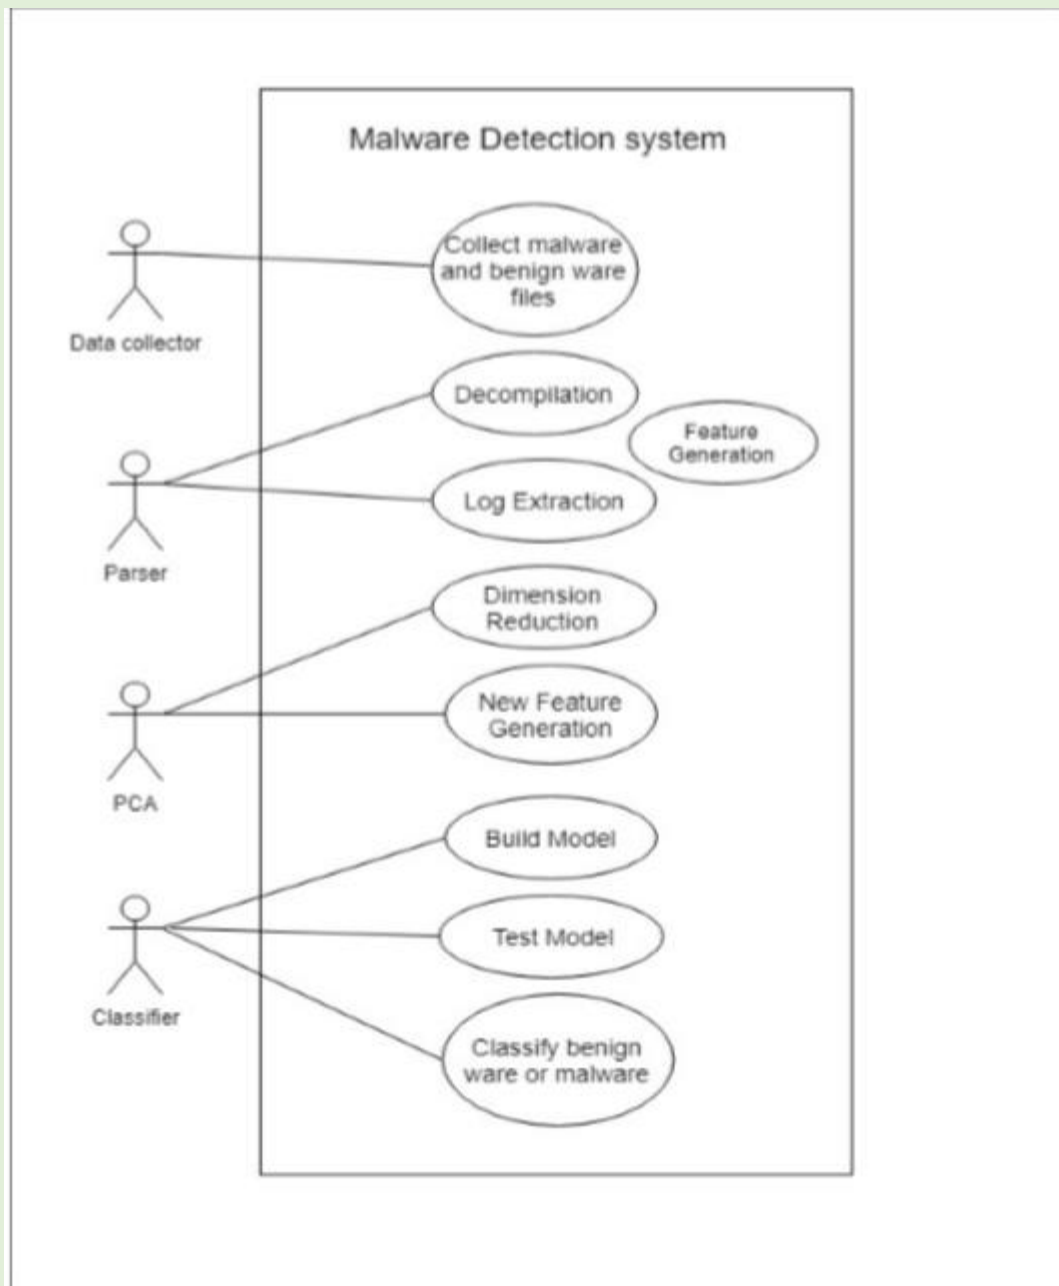 Malware Detection system
Collect malware
and benign ware
files
Data collector
Decompilation
Feature
Generation
Log Extraction
Parser
Dimension
Reduction
New Feature
Generation
PCA
Build Model
Test Model
Classifier
Classify benign
ware or malware